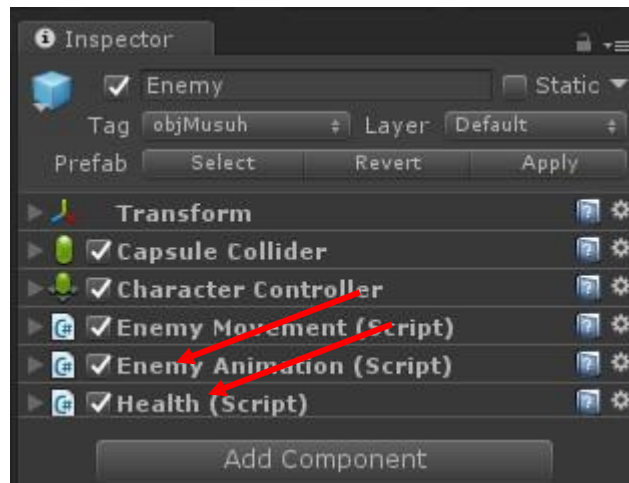 Inspector
Enemy Static
Tag objMusuh Layer Default
Prefab Select Revert Apply
Transform
Capsule Collider
Character Controller
Enemy Movement (Script)
Enemy Animation (Script)
Health (Script)
Add Component